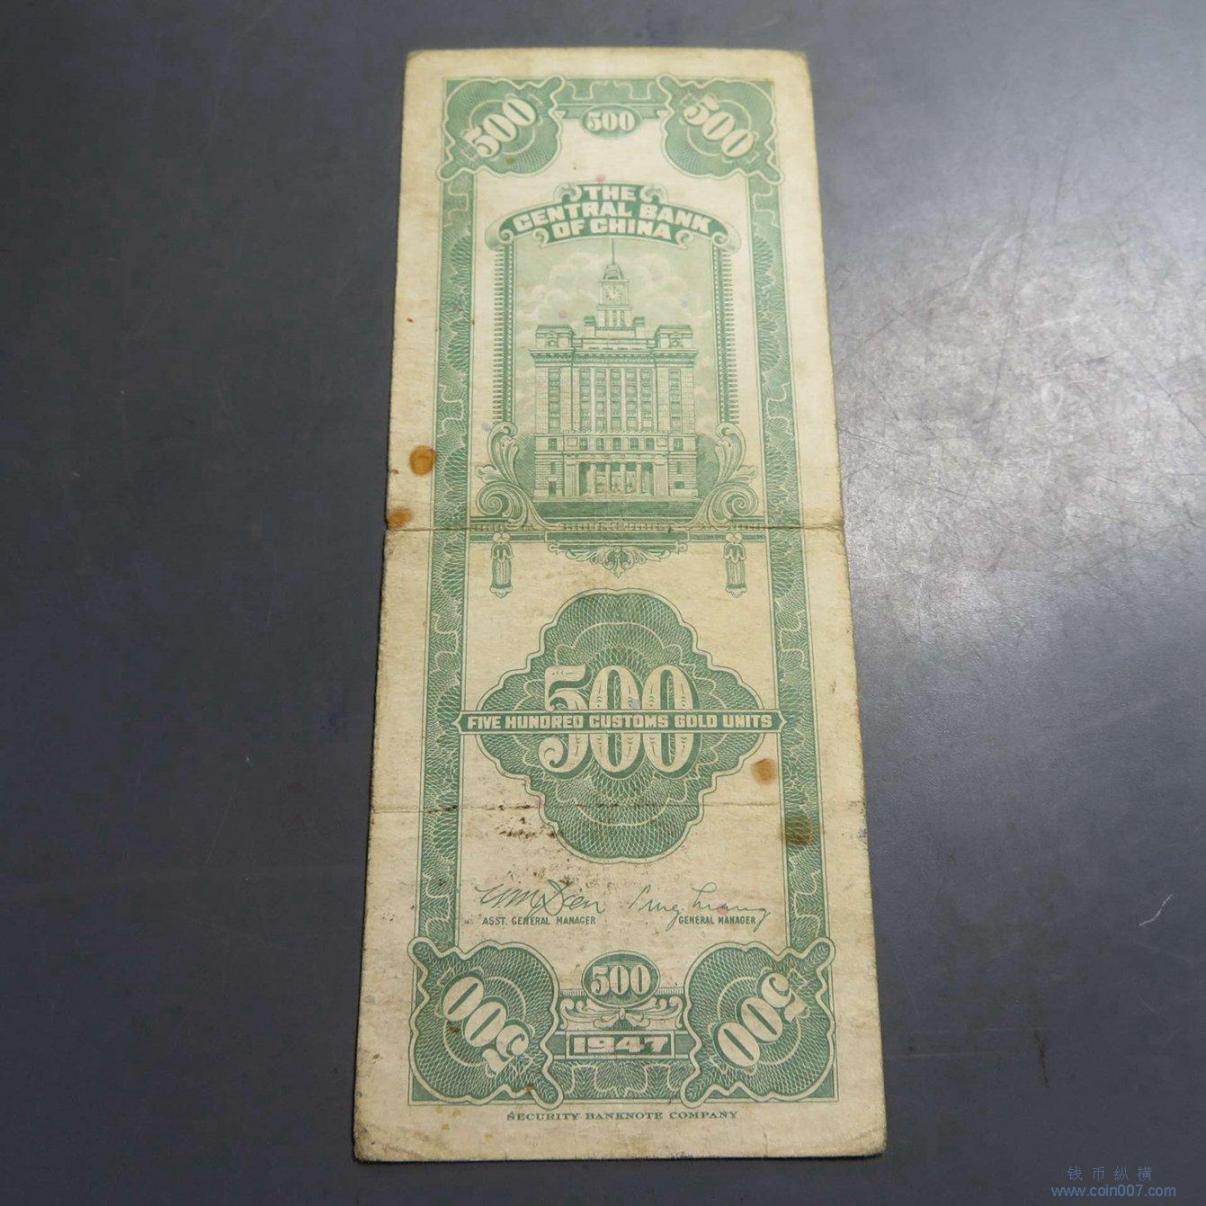 500 500 500
THE
CENTRAL BANK
OF CHINA
500
FIVE HUNDRED CUSTOMS GOLD UNITS
ASST. GENERAL MANAGER GENERAL MANAGER
500 500 500
1947
SECURITY BANKNOTE COMPANY
钱币纵横
www.coin007.com